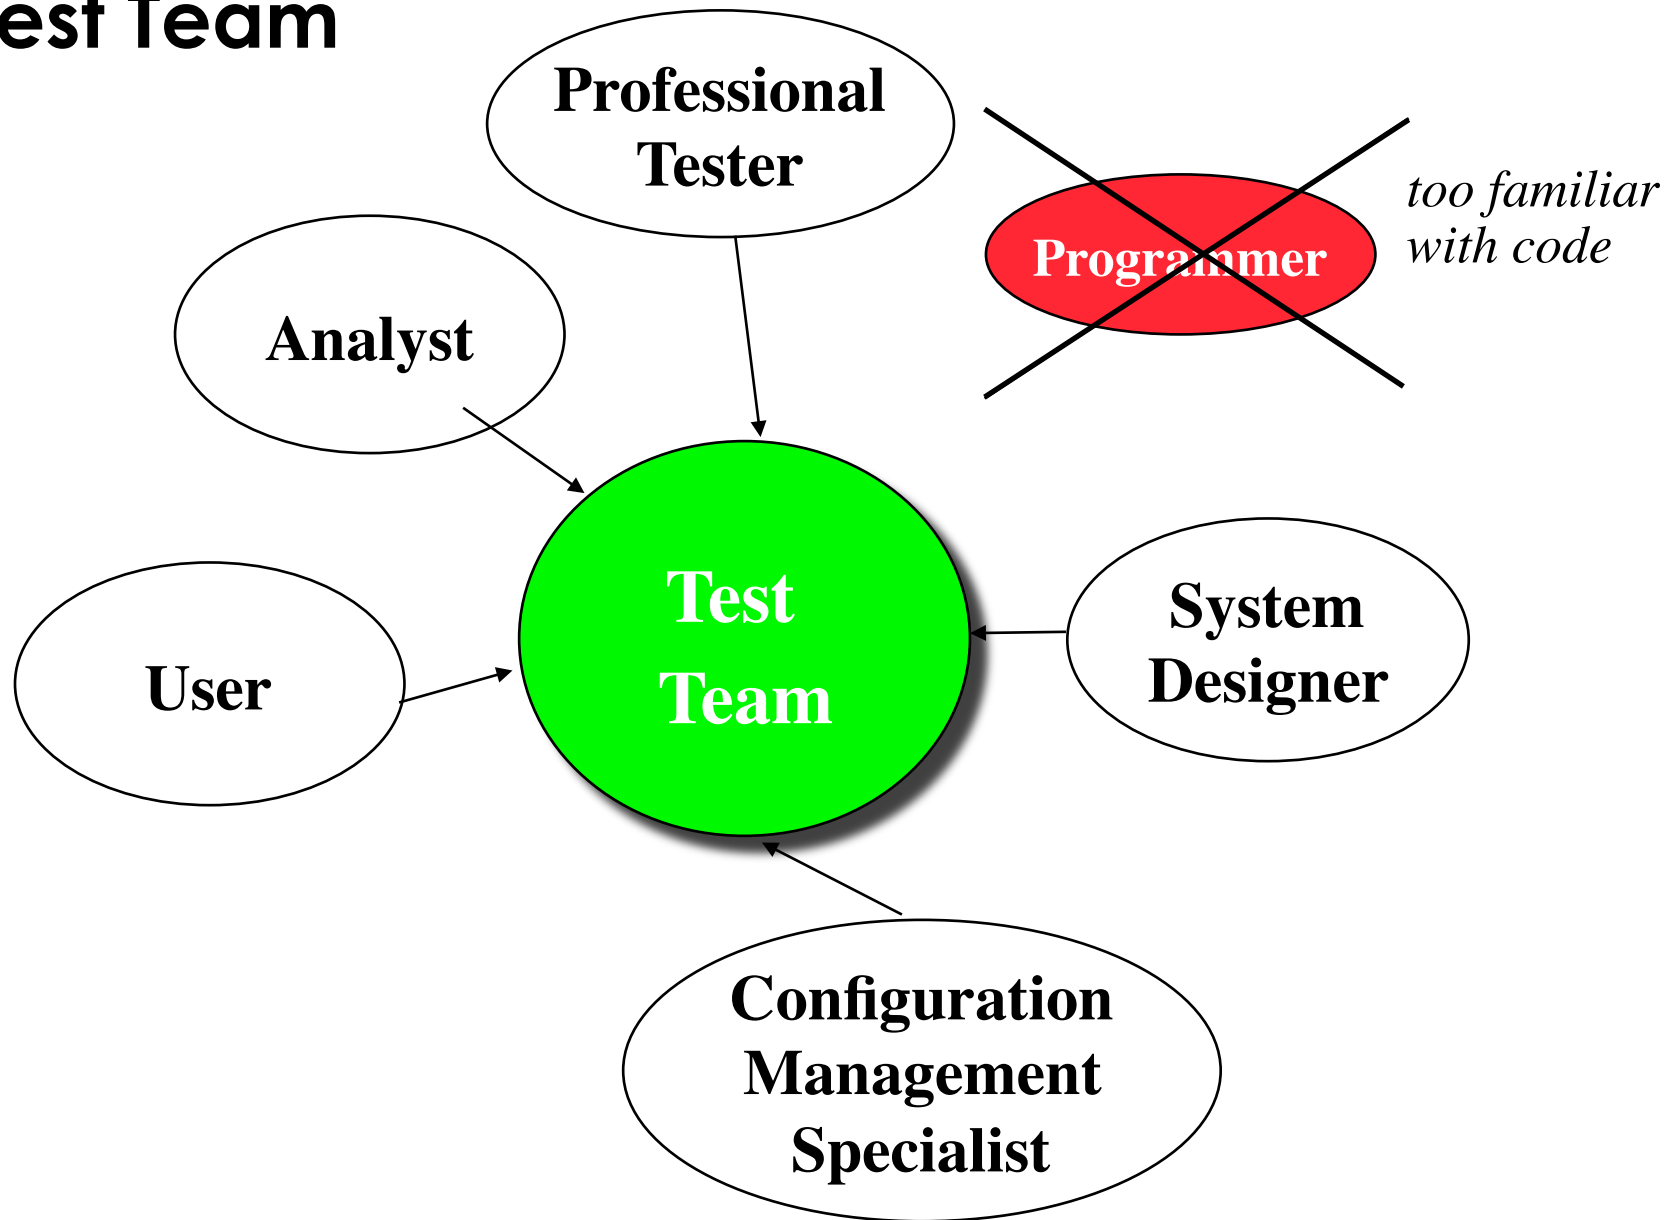 est Team
Professional
Tester
Programmer
too familiar
with code
Analyst
Test
Team
System
Designer
User
Configuration
Management
Specialist